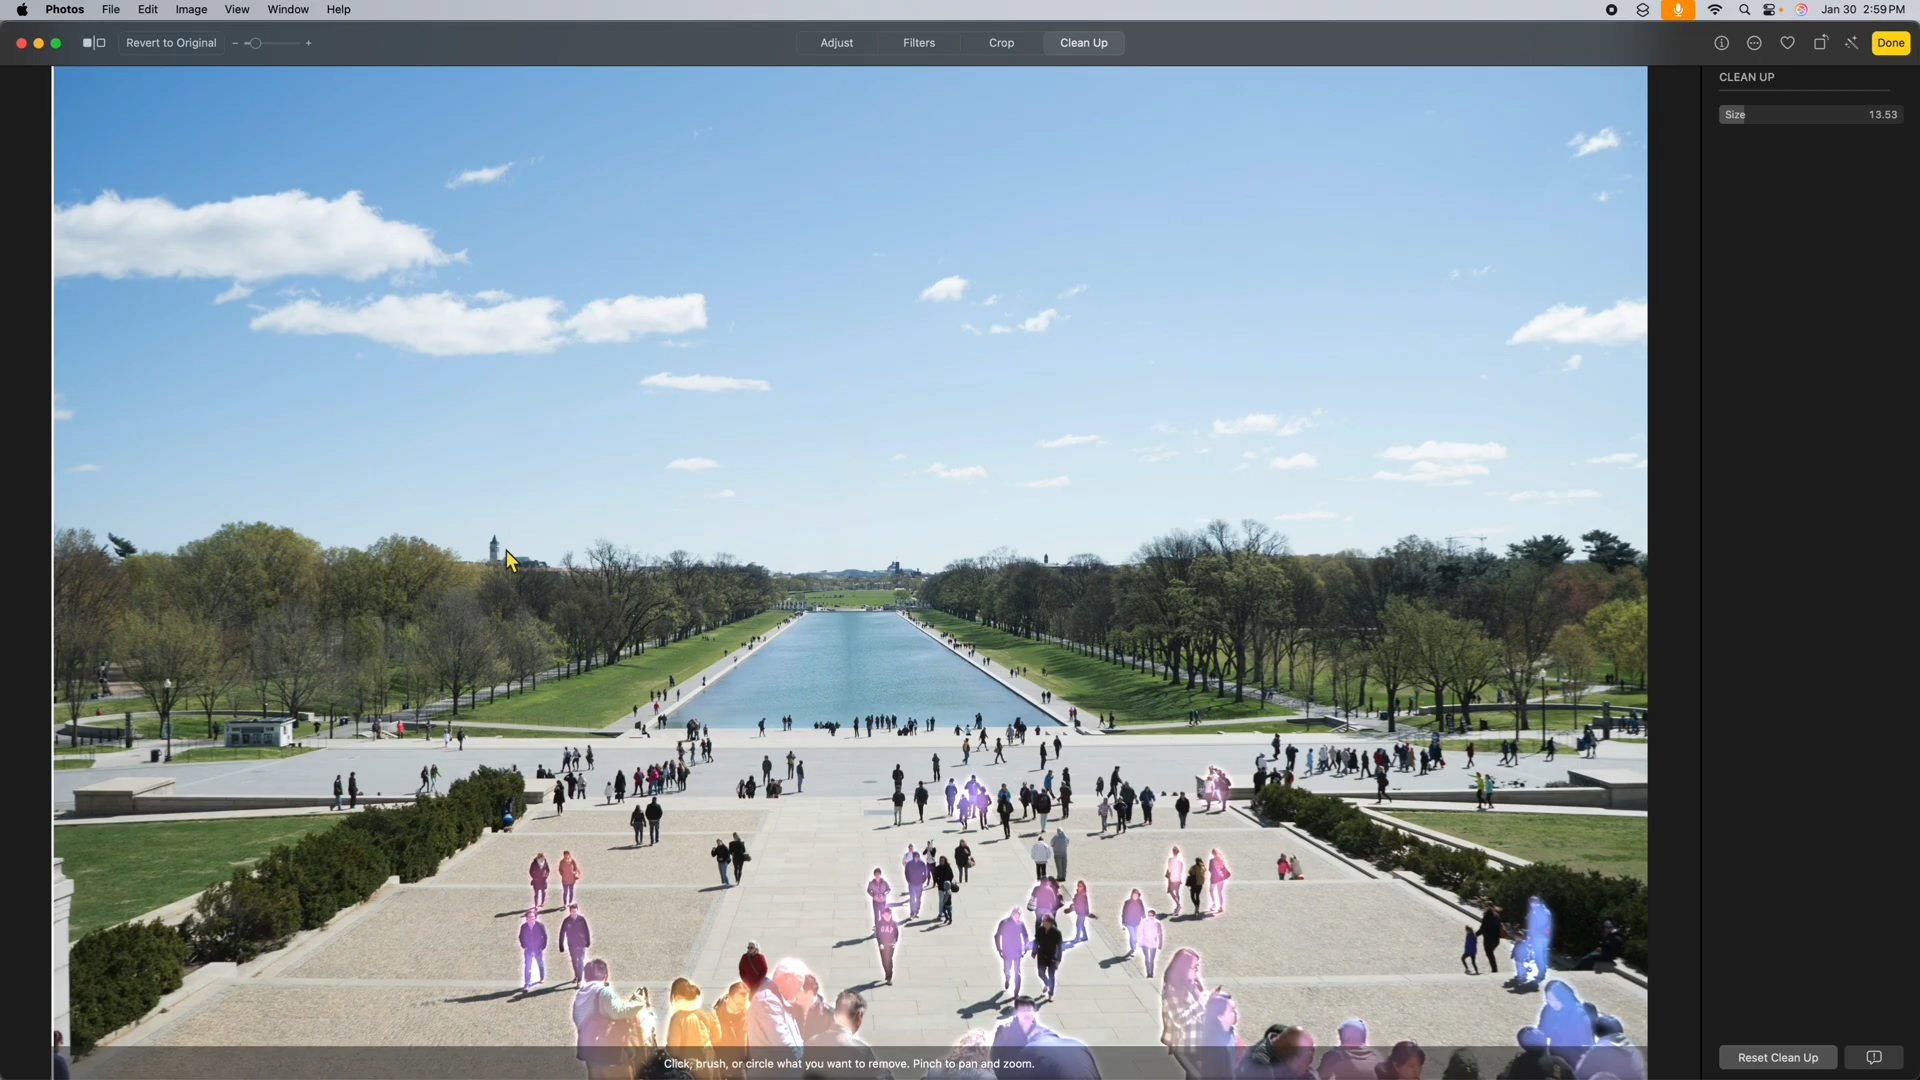 Photos File Edit View Image Window Help Jan 30 2:59 PM
Revert to Original − + Adjust Filters Crop Clean Up Done
CLEAN UP
Size 13.53
GAP
Click, brush, or circle what you want to remove. Pinch to pan and zoom.
Reset Clean Up